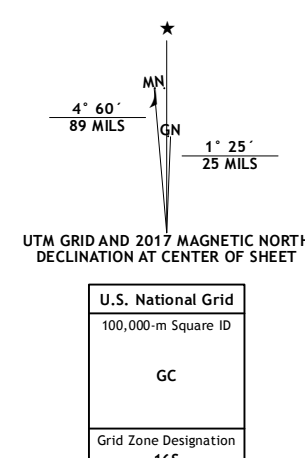 ★
MN
4° 60´
89 MILS
GN
1° 25´
25 MILS
UTM GRID AND 2017 MAGNETIC NORTH
DECLINATION AT CENTER OF SHEET
U.S. National Grid
100,000-m Square ID
GC
Grid Zone Designation
16S